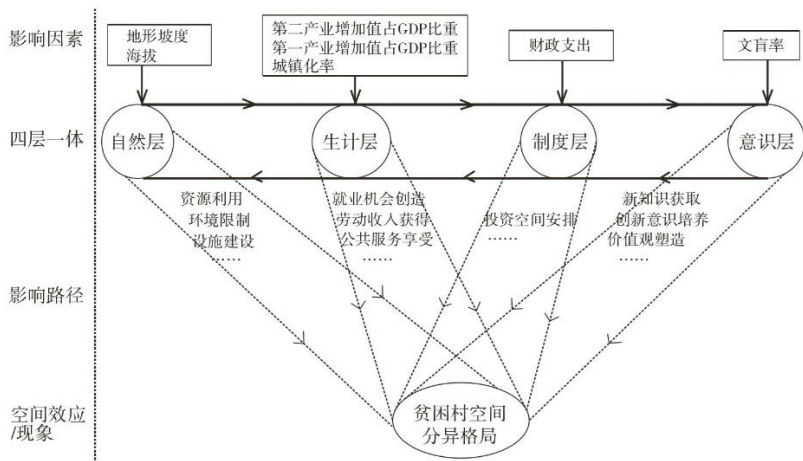 影响因素
地形坡度
海拔
第二产业增加值占GDP比重
第一产业增加值占GDP比重
城镇化率
财政支出
文盲率
四层一体
自然层
生计层
制度层
意识层
资源利用
环境限制
设施建设
……
就业机会创造
劳动收入获得
公共服务享受
……
投资空间安排
……
新知识获取
创新意识培养
价值观塑造
……
影响路径
空间效应
/现象
贫困村空间
分异格局